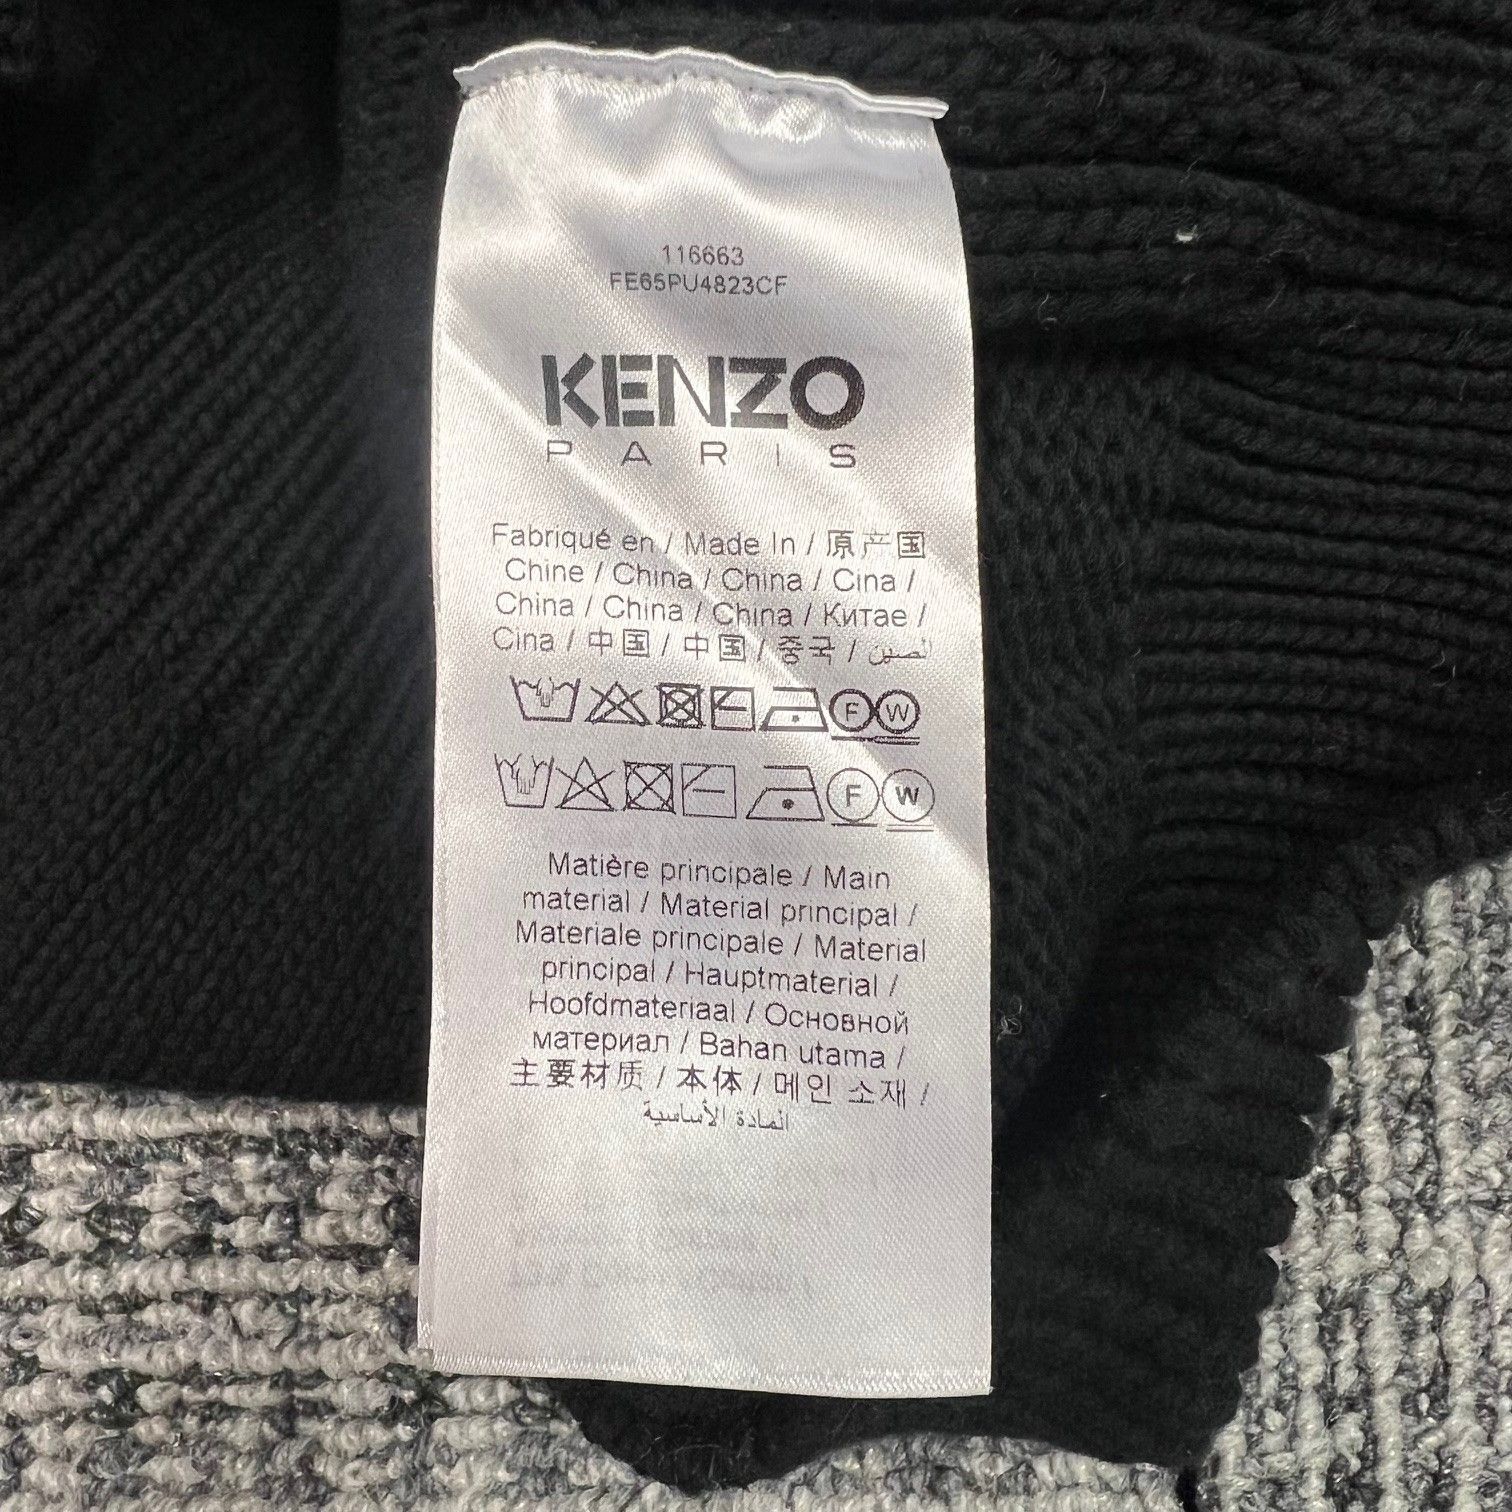 116663
FE65PU4823CF
KENZO
PARIS
Fabriqué en / Made In / 原产国
Chine / China / China / Cina /
China / China / China / Китае /
Cina / 中国 / 中国 / 중국 / الصين
F W
F W
Matière principale / Main
material / Material principal /
Materiale principale / Material
principal / Hauptmaterial /
Hoofdmateriaal / Основной
материал / Bahan utama /
主要材质 / 本体 / 메인 소재 /
المادة الأساسية